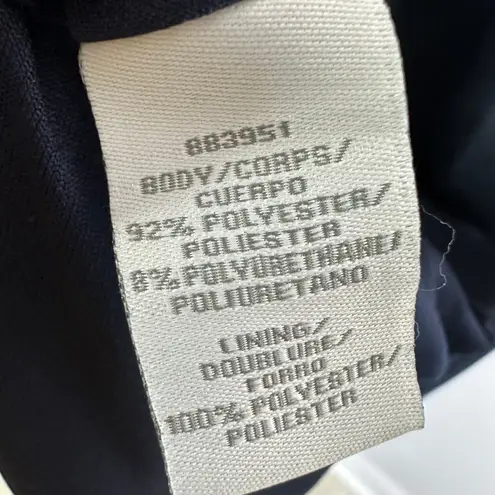 883951
BODY/CORPS/
CUERPO
92% POLYESTER/
POLIESTER
8% POLYURETHANE/
POLIURETANO
LINING/
DOUBLURE/
FORRO
100% POLYESTER/
POLIESTER